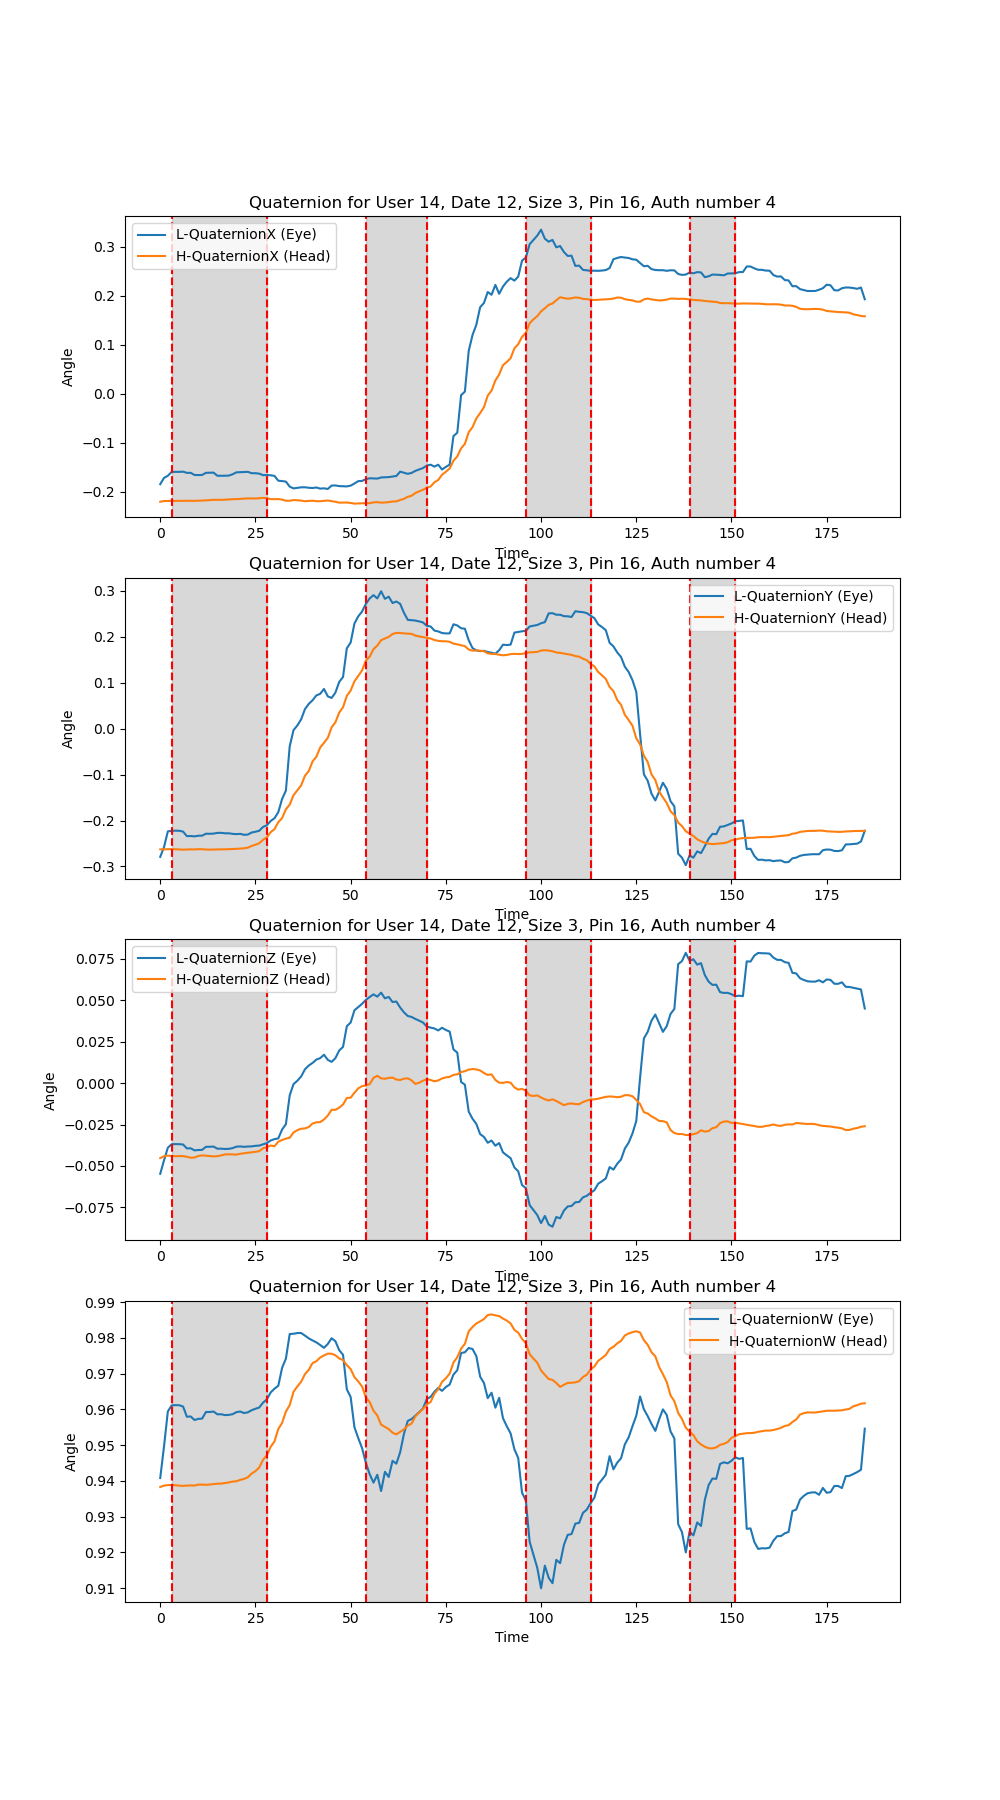 Quaternion for User 14, Date 12, Size 3, Pin 16, Auth number 4
L-QuaternionX (Eye)
H-QuaternionX (Head)
0.3
0.2
0.1
0.0
−0.1
−0.2
Angle
0 25 50 75 100 125 150 175
Time
Quaternion for User 14, Date 12, Size 3, Pin 16, Auth number 4
L-QuaternionY (Eye)
H-QuaternionY (Head)
0.3
0.2
0.1
0.0
−0.1
−0.2
−0.3
Angle
0 25 50 75 100 125 150 175
Time
Quaternion for User 14, Date 12, Size 3, Pin 16, Auth number 4
L-QuaternionZ (Eye)
H-QuaternionZ (Head)
0.075
0.050
0.025
0.000
−0.025
−0.050
−0.075
Angle
0 25 50 75 100 125 150 175
Time
Quaternion for User 14, Date 12, Size 3, Pin 16, Auth number 4
L-QuaternionW (Eye)
H-QuaternionW (Head)
0.99
0.98
0.97
0.96
0.95
0.94
0.93
0.92
0.91
Angle
0 25 50 75 100 125 150 175
Time